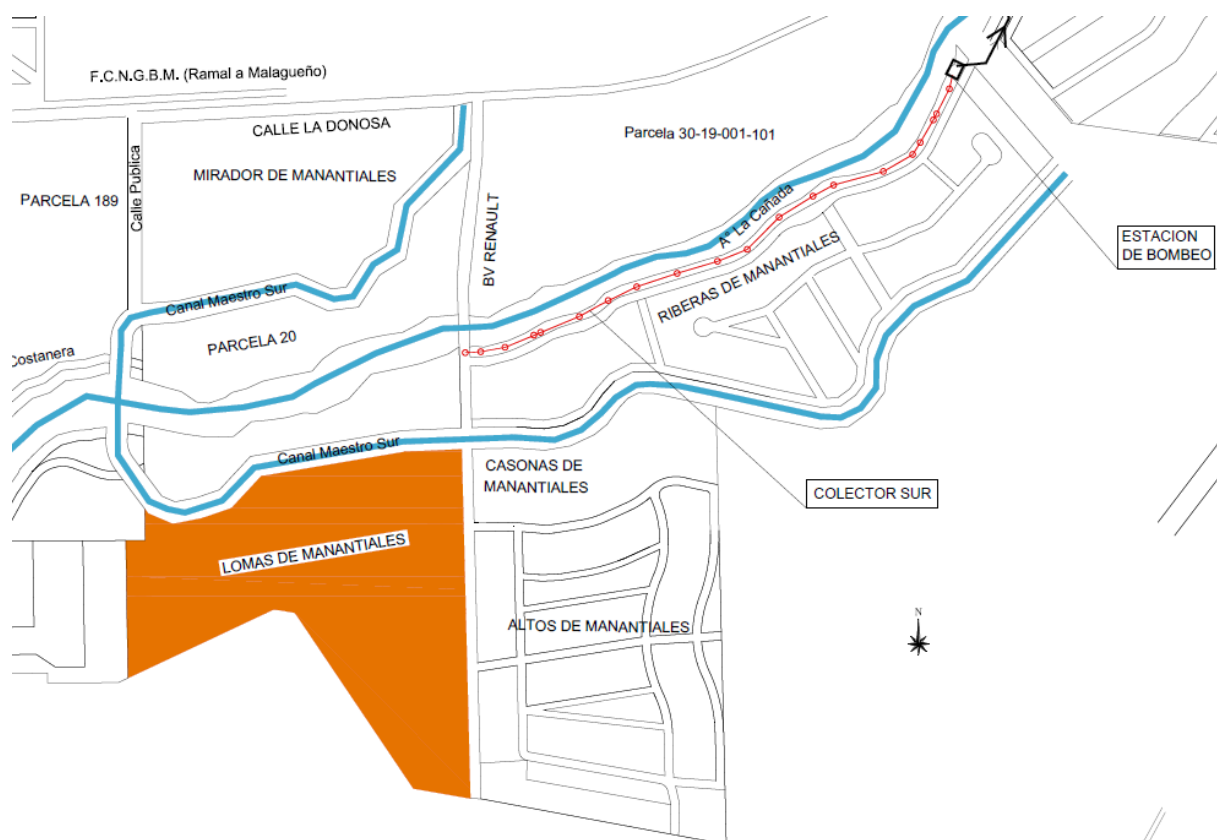 F.C.N.G.B.M. (Ramal a Malagueño)
CALLE LA DONOSA
Parcela 30-19-001-101
MIRADOR DE MANANTIALES
PARCELA 189
Calle Publica
BV RENAULT
A° La Cañada
ESTACION
DE BOMBEO
RIBERAS DE MANANTIALES
Canal Maestro Sur
PARCELA 20
Costanera
Canal Maestro Sur
CASONAS DE
MANANTIALES
COLECTOR SUR
LOMAS DE MANANTIALES
N
ALTOS DE MANANTIALES